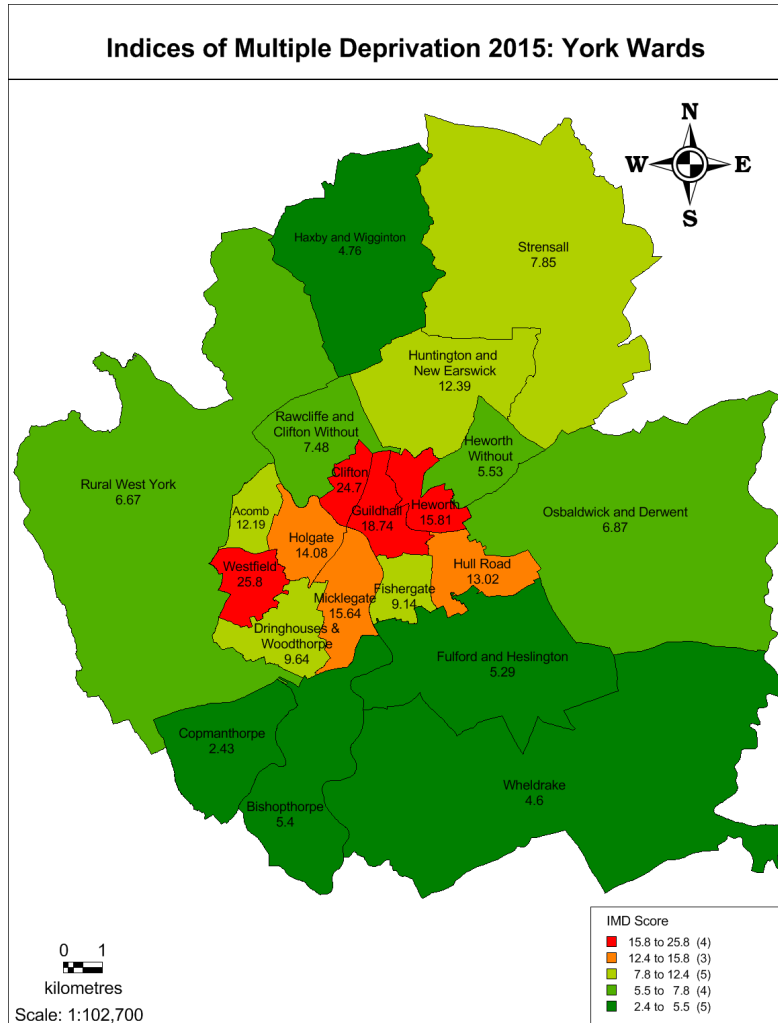 Indices of Multiple Deprivation 2015: York Wards
N
W
E
S
Haxby and Wigginton
4.76
Strensall
7.85
Huntington and
New Earswick
12.39
Rawcliffe and
Clifton Without
7.48
Heworth
Without
5.53
Rural West York
6.67
Clifton
24.7
Guildhall
18.74
Heworth
15.81
Osbaldwick and Derwent
6.87
Acomb
12.19
Holgate
14.08
Hull Road
13.02
Westfield
25.8
Micklegate
15.64
Fishergate
9.14
Dringhouses &
Woodthorpe
9.64
Fulford and Heslington
5.29
Copmanthorpe
2.43
Wheldrake
4.6
Bishopthorpe
5.4
IMD Score
15.8 to 25.8 (4)
12.4 to 15.8 (3)
7.8 to 12.4 (5)
5.5 to 7.8 (4)
2.4 to 5.5 (5)
0 1
kilometres
Scale: 1:102,700